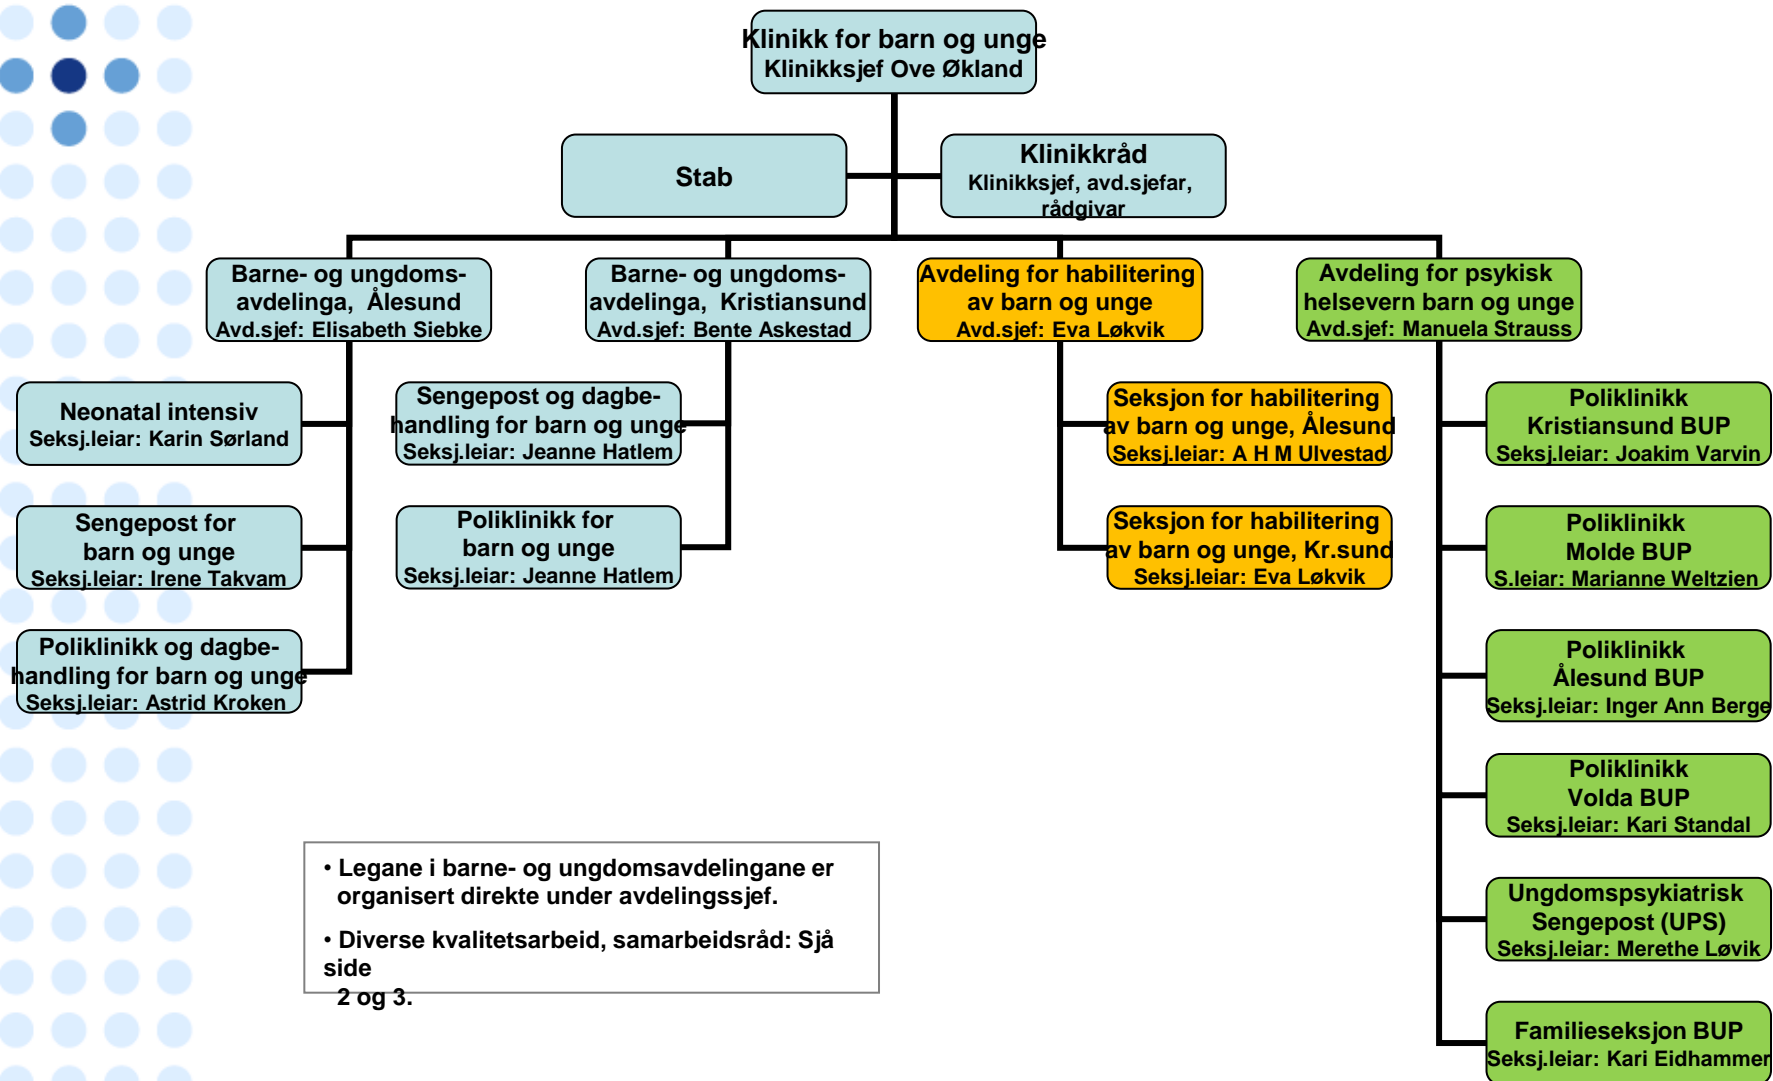 Klinikk for barn og unge
Klinikksjef Ove Økland
Stab
Klinikkråd
Klinikksjef, avd.sjefar,
rådgivar
Barne- og ungdoms-
avdelinga, Ålesund
Avd.sjef: Elisabeth Siebke
Barne- og ungdoms-
avdelinga, Kristiansund
Avd.sjef: Bente Askestad
Avdeling for habilitering
av barn og unge
Avd.sjef: Eva Løkvik
Avdeling for psykisk
helsevern barn og unge
Avd.sjef: Manuela Strauss
Neonatal intensiv
Seksj.leiar: Karin Sørland
Sengepost for
barn og unge
Seksj.leiar: Irene Takvam
Poliklinikk og dagbe-
handling for barn og unge
Seksj.leiar: Astrid Kroken
Sengepost og dagbe-
handling for barn og unge
Seksj.leiar: Jeanne Hatlem
Poliklinikk for
barn og unge
Seksj.leiar: Jeanne Hatlem
Seksjon for habilitering
av barn og unge, Ålesund
Seksj.leiar: A H M Ulvestad
Seksjon for habilitering
av barn og unge, Kr.sund
Seksj.leiar: Eva Løkvik
Poliklinikk
Kristiansund BUP
Seksj.leiar: Joakim Varvin
Poliklinikk
Molde BUP
S.leiar: Marianne Weltzien
Poliklinikk
Ålesund BUP
Seksj.leiar: Inger Ann Berge
Poliklinikk
Volda BUP
Seksj.leiar: Kari Standal
Ungdomspsykiatrisk
Sengepost (UPS)
Seksj.leiar: Merethe Løvik
Familieseksjon BUP
Seksj.leiar: Kari Eidhammer
• Legane i barne- og ungdomsavdelingane er
organisert direkte under avdelingssjef.
• Diverse kvalitetsarbeid, samarbeidsråd: Sjå
side
2 og 3.